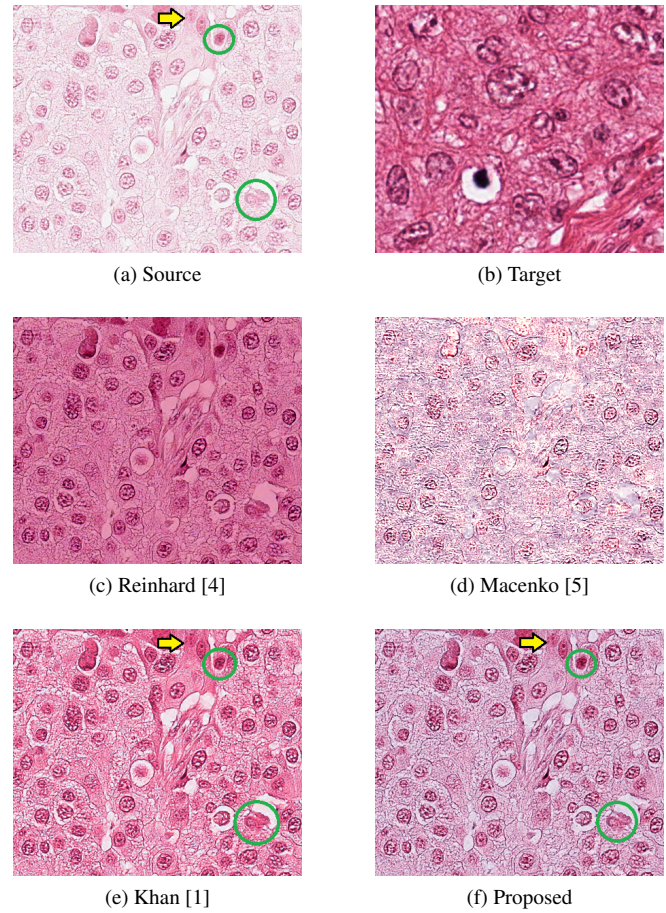 (a) Source
(b) Target
(c) Reinhard [4]
(d) Macenko [5]
(e) Khan [1]
(f) Proposed